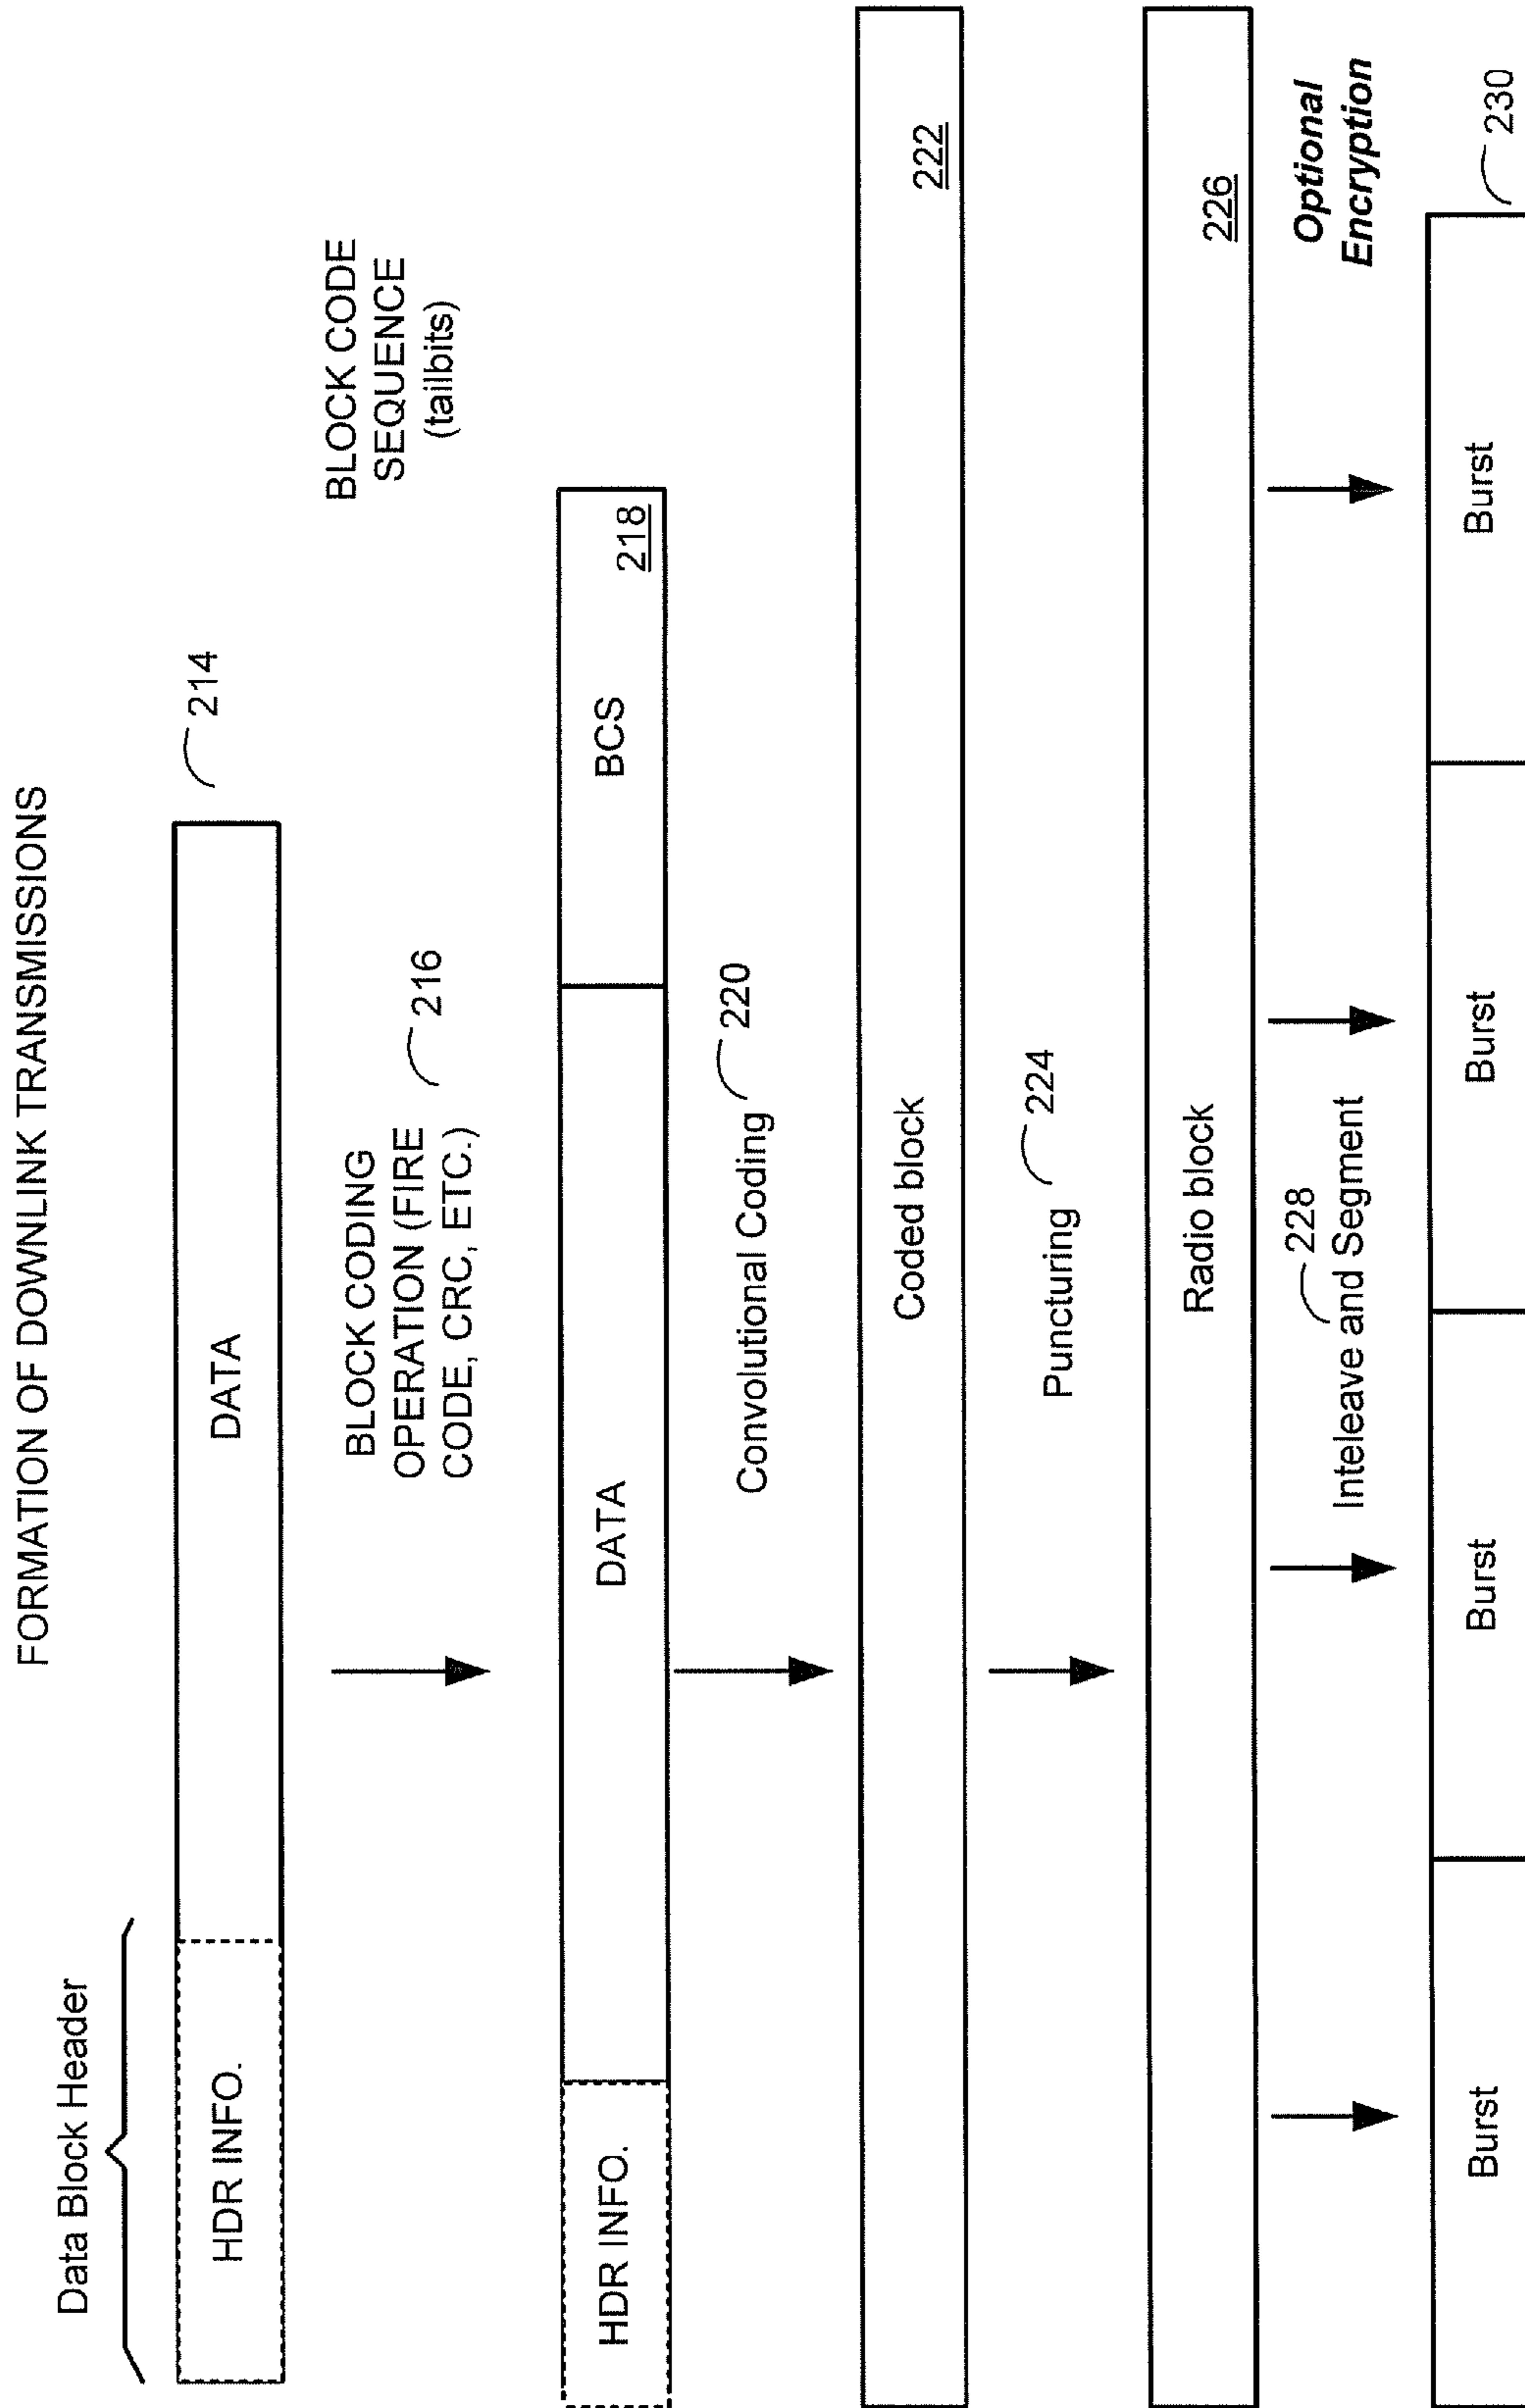 FORMATION OF DOWNLINK TRANSMISSIONS
Data Block Header
HDR INFO.
DATA
214
BLOCK CODING
OPERATION (FIRE
CODE, CRC, ETC.)
216
BLOCK CODE
SEQUENCE
(tailbits)
HDR INFO.
DATA
BCS
218
Convolutional Coding
220
Coded block
222
Puncturing
224
Radio block
226
228
Inteleave and Segment
Optional
Encryption
Burst
Burst
Burst
Burst
230